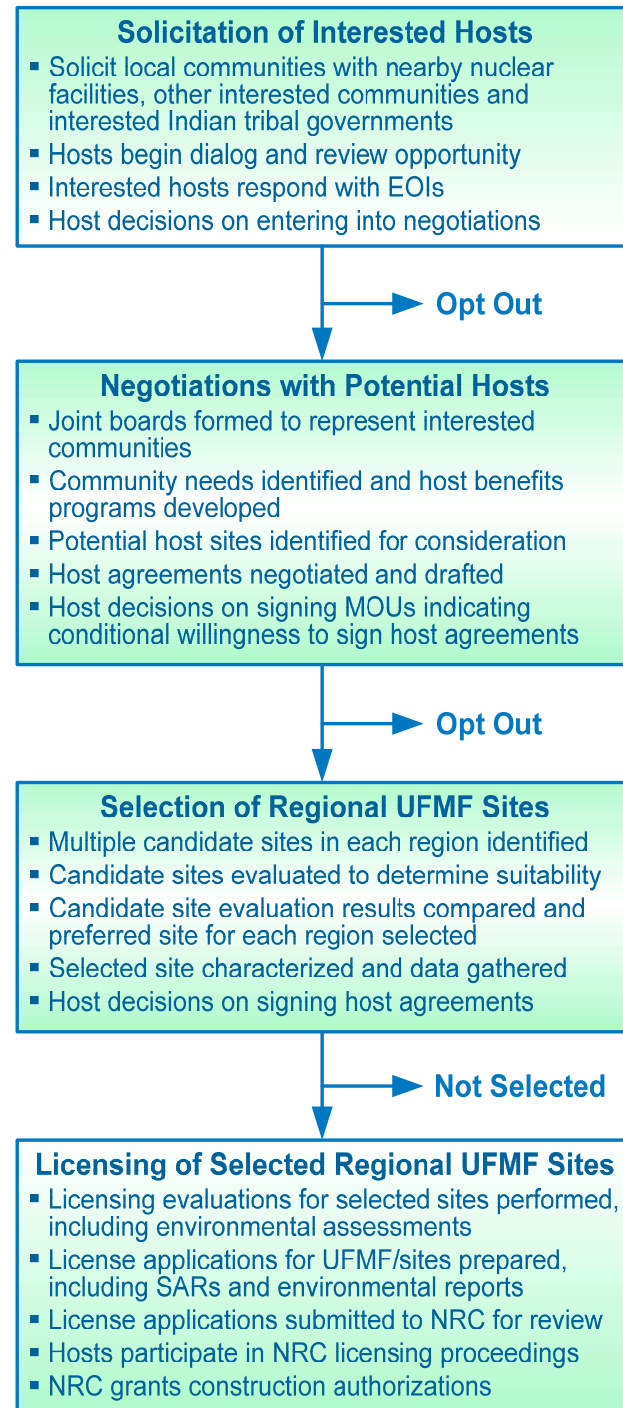 Solicitation of Interested Hosts
▪ Solicit local communities with nearby nuclear
facilities, other interested communities and
interested Indian tribal governments
▪ Hosts begin dialog and review opportunity
▪ Interested hosts respond with EOIs
▪ Host decisions on entering into negotiations
Opt Out
Negotiations with Potential Hosts
▪ Joint boards formed to represent interested
communities
▪ Community needs identified and host benefits
programs developed
▪ Potential host sites identified for consideration
▪ Host agreements negotiated and drafted
▪ Host decisions on signing MOUs indicating
conditional willingness to sign host agreements
Opt Out
Selection of Regional UFMF Sites
▪ Multiple candidate sites in each region identified
▪ Candidate sites evaluated to determine suitability
▪ Candidate site evaluation results compared and
preferred site for each region selected
▪ Selected site characterized and data gathered
▪ Host decisions on signing host agreements
Not Selected
Licensing of Selected Regional UFMF Sites
▪ Licensing evaluations for selected sites performed,
including environmental assessments
▪ License applications for UFMF/sites prepared,
including SARs and environmental reports
▪ License applications submitted to NRC for review
▪ Hosts participate in NRC licensing proceedings
▪ NRC grants construction authorizations